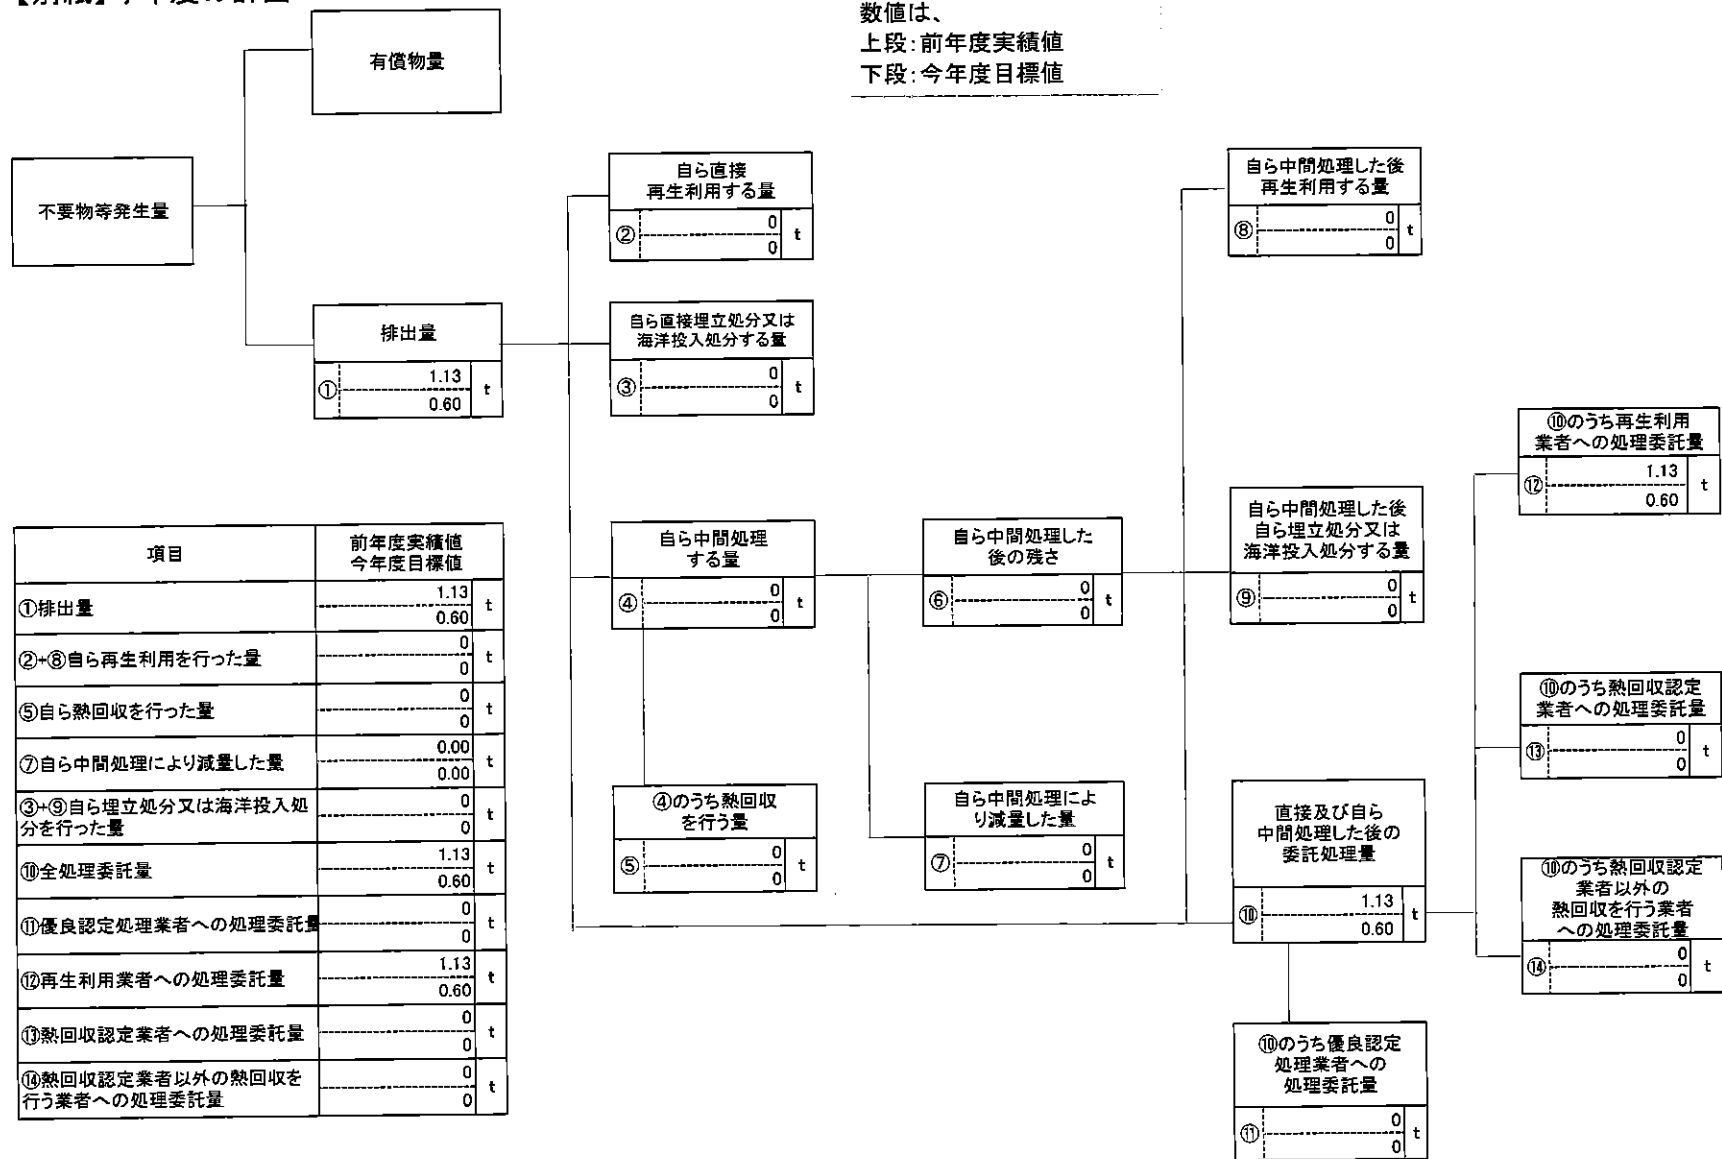 数値は、
上段:前年度実績値
下段:今年度目標値
有償物量
不要物等発生量
排出量
① 1.13 t
0.60
自ら直接
再生利用する量
② 0 t
0
自ら直接埋立処分又は
海洋投入処分する量
③ 0 t
0
自ら中間処理した後
再生利用する量
⑧ 0 t
0
自ら中間処理
する量
④ 0 t
0
自ら中間処理した
後の残さ
⑥ 0 t
0
自ら中間処理した後
自ら埋立処分又は
海洋投入処分する量
⑨ 0 t
0
④のうち熱回収
を行う量
⑤ 0 t
0
自ら中間処理によ
り減量した量
⑦ 0 t
0
直接及び自ら
中間処理した後の
委託処理量
⑩ 1.13 t
0.60
⑩のうち再生利用
業者への処理委託量
⑫ 1.13 t
0.60
⑩のうち熱回収認定
業者への処理委託量
⑬ 0 t
0
⑩のうち熱回収認定
業者以外の
熱回収を行う業者
への処理委託量
⑭ 0 t
0
⑩のうち優良認定
処理業者への
処理委託量
⑪ 0 t
0
項目 前年度実績値
今年度目標値
①排出量 1.13 t
0.60
②+⑧自ら再生利用を行った量 0 t
0
⑤自ら熱回収を行った量 0 t
0
⑦自ら中間処理により減量した量 0.00 t
0.00
③+⑨自ら埋立処分又は海洋投入処 0 t
分を行った量 0
⑩全処理委託量 1.13 t
0.60
⑪優良認定処理業者への処理委託量 0 t
0
⑫再生利用業者への処理委託量 1.13 t
0.60
⑬熱回収認定業者への処理委託量 0 t
0
⑭熱回収認定業者以外の熱回収を 0 t
行う業者への処理委託量 0